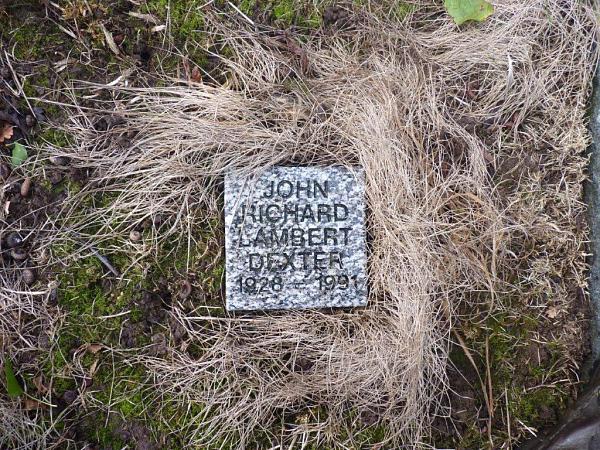 JOHN
RICHARD
LAMBERT
DEXTER
1928 – 1991